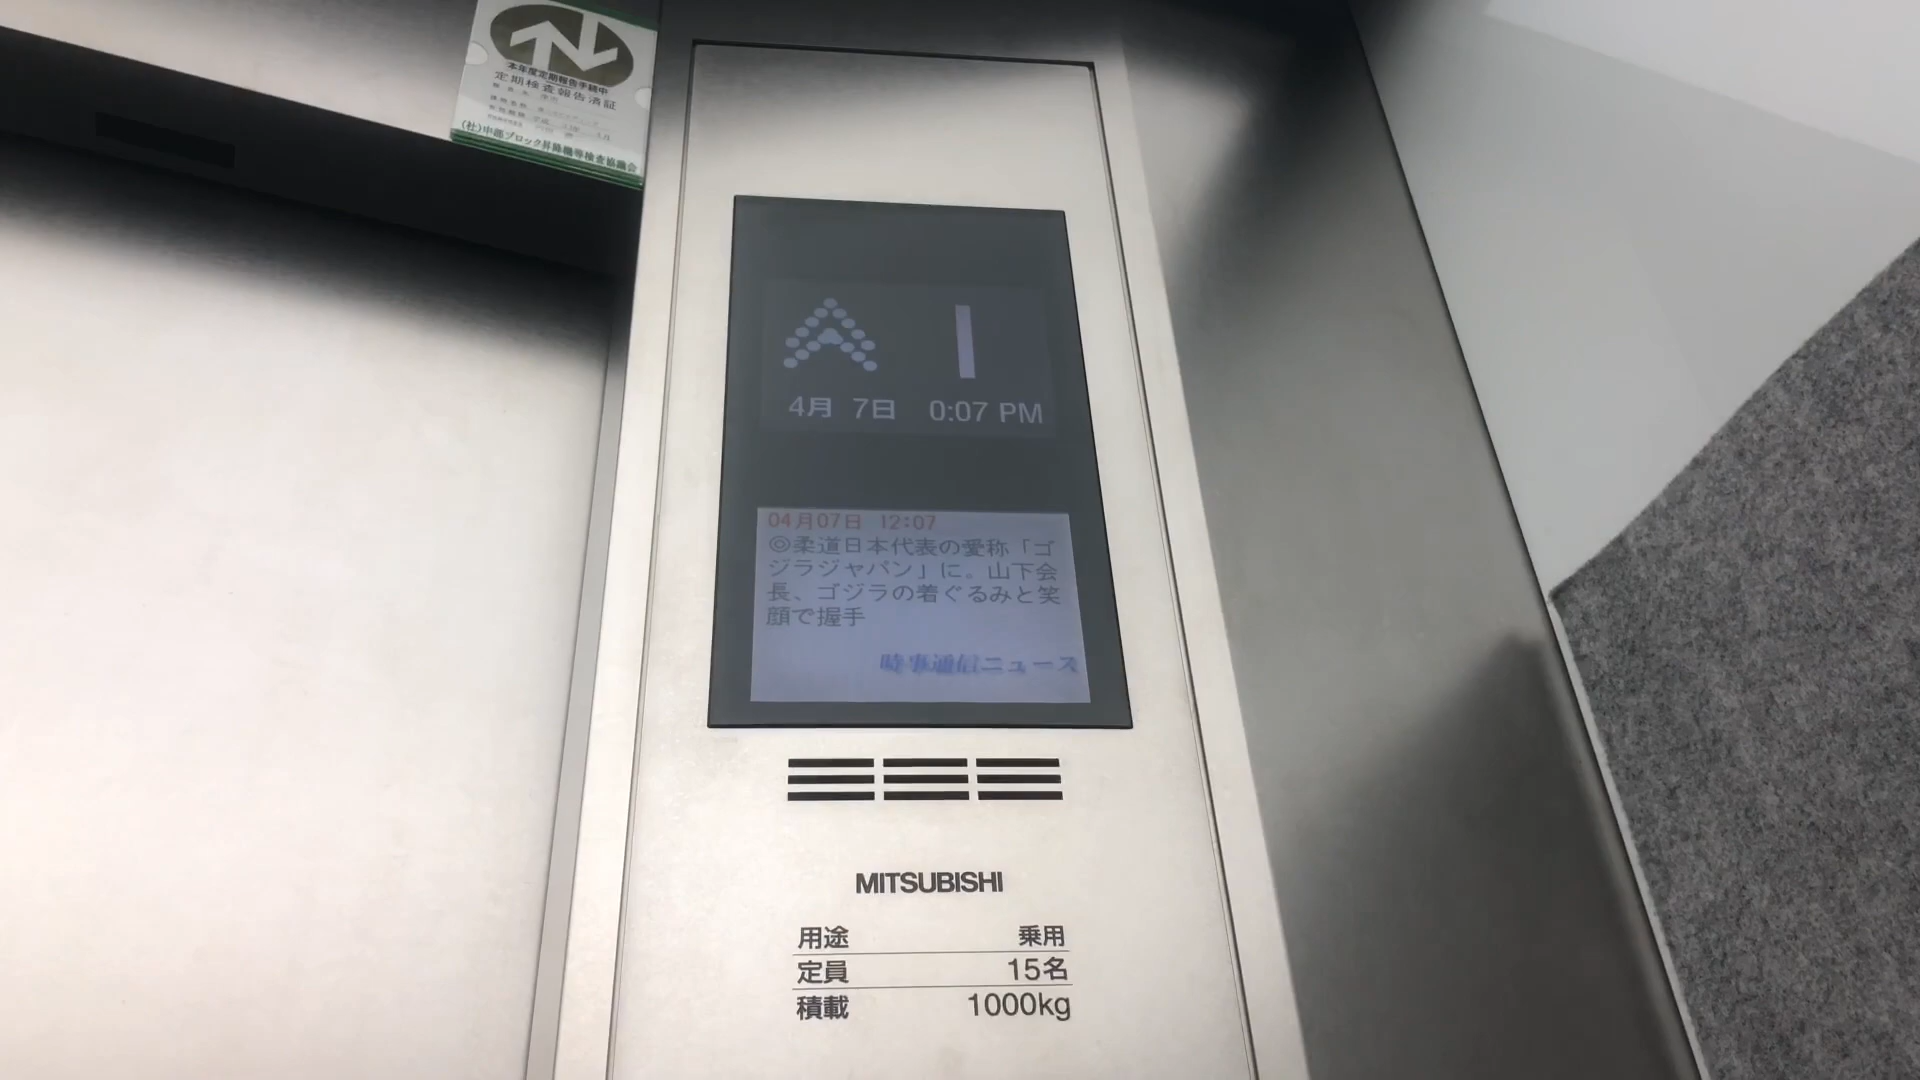 本年度定期報告手続中
定期検査報告済証
(社)中部ブロック昇降機等検査協議会
1
4月 7日 0:07 PM
04月07日 12:07
◎柔道日本代表の愛称「ゴ
ジラジャパン」に。山下会
長、ゴジラの着ぐるみと笑
顔で握手
時事通信ニュース
MITSUBISHI
用途 乗用
定員 15名
積載 1000kg